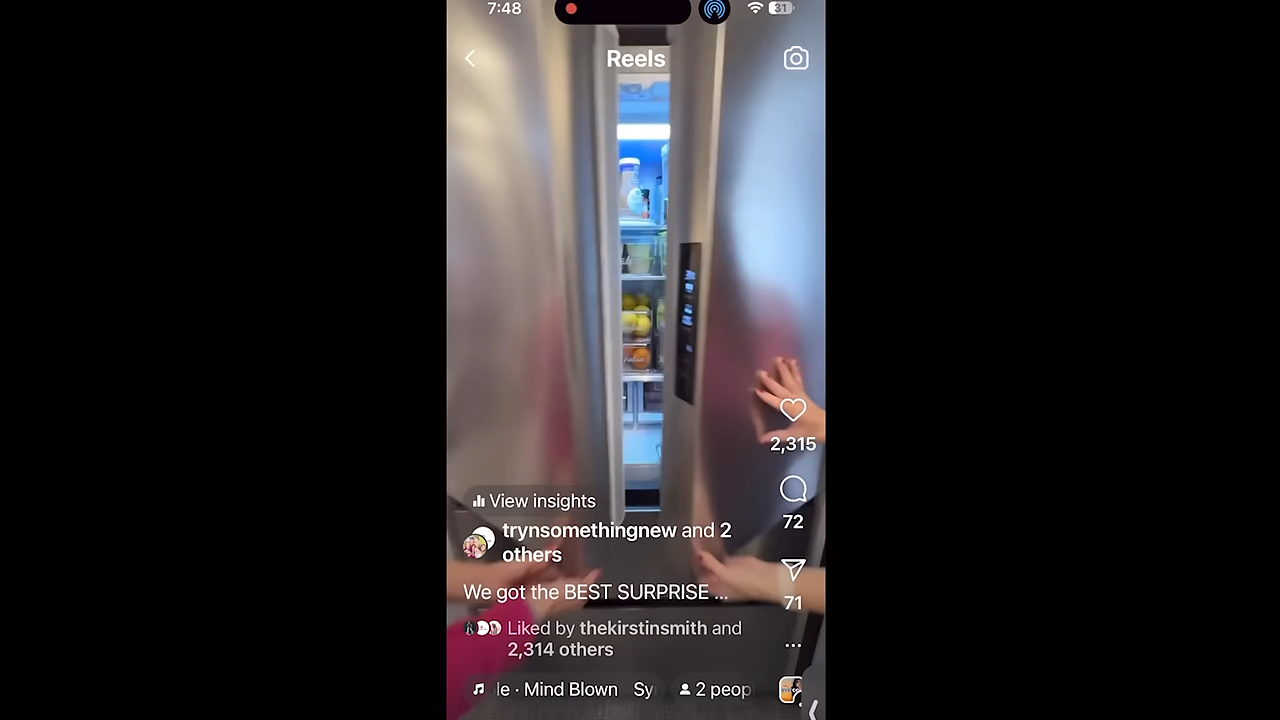 7:48
31
Reels
2,315
View insights
72
trynsomethingnew and 2
others
We got the BEST SURPRISE ...
71
Liked by thekirstinsmith and
2,314 others
le · Mind Blown Sy
2 peop